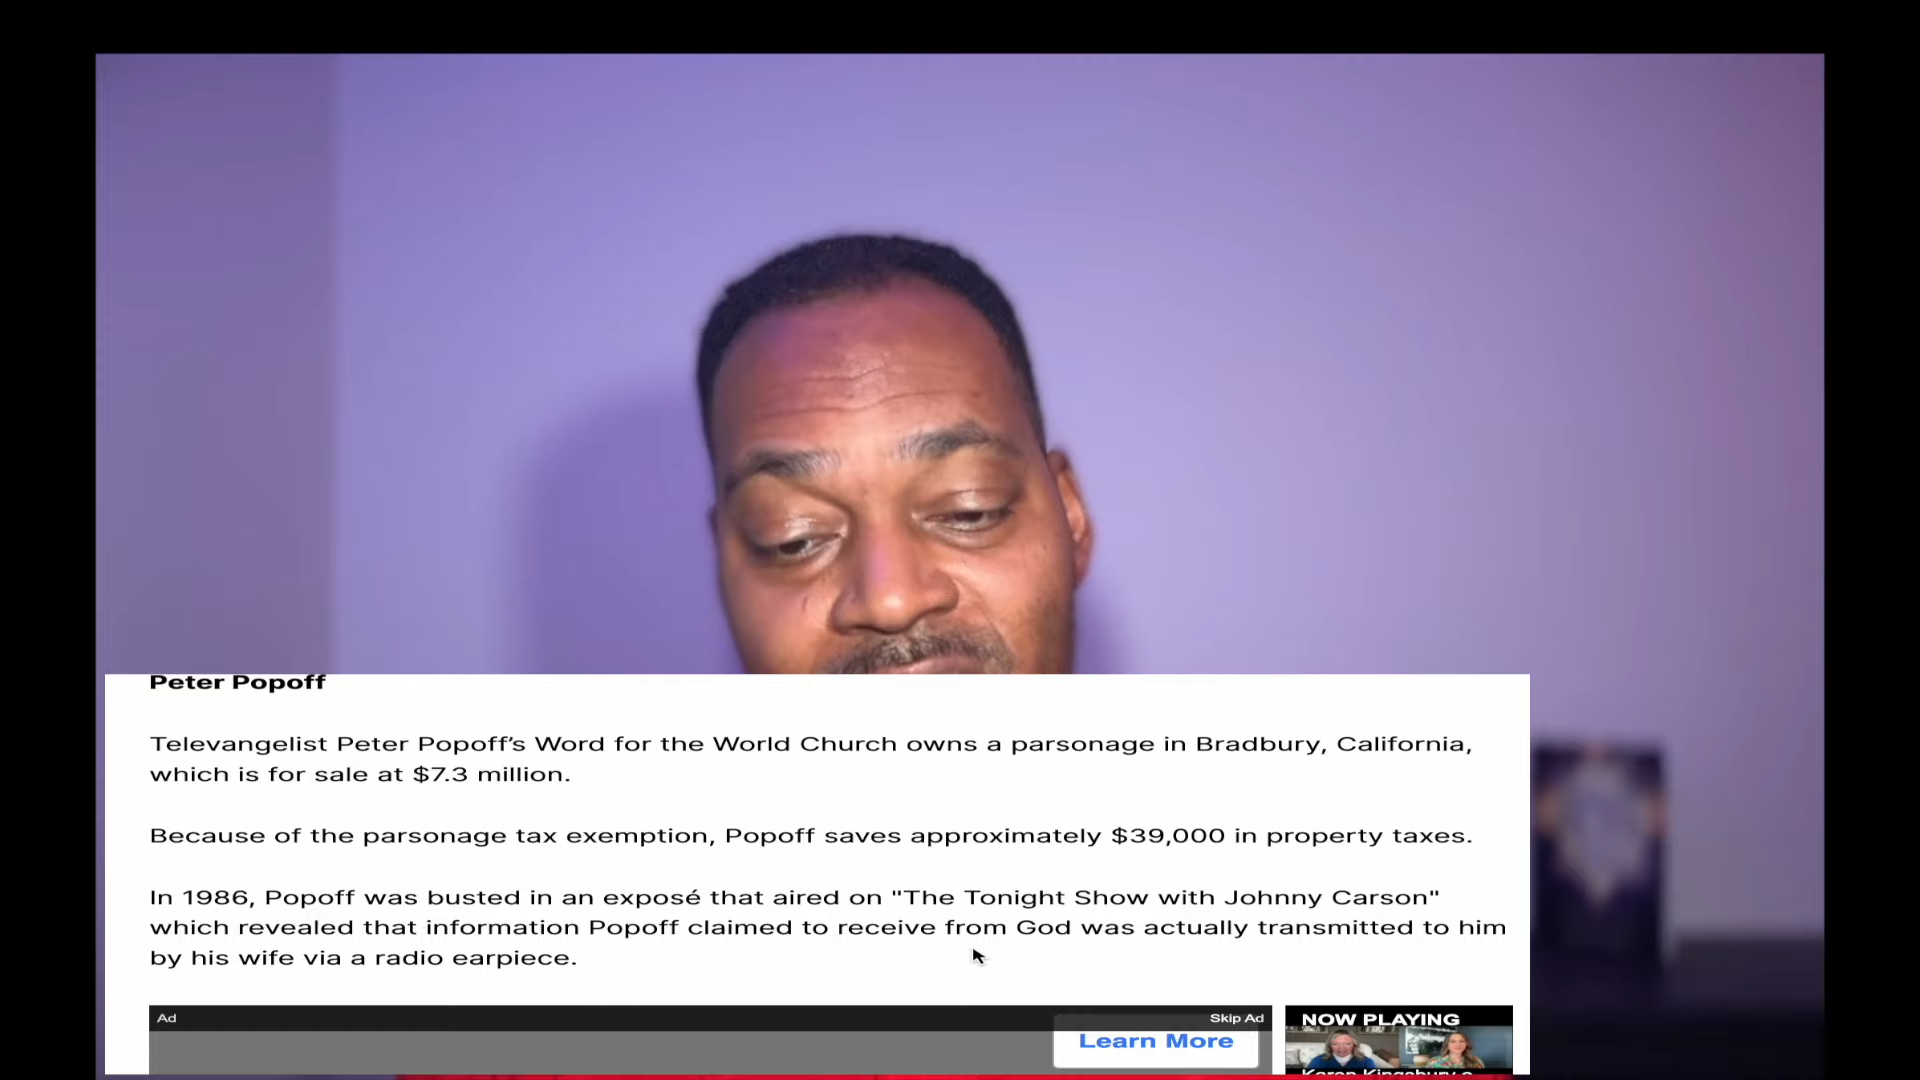 Peter Popoff
Televangelist Peter Popoff’s Word for the World Church owns a parsonage in Bradbury, California,
which is for sale at $7.3 million.
Because of the parsonage tax exemption, Popoff saves approximately $39,000 in property taxes.
In 1986, Popoff was busted in an exposé that aired on "The Tonight Show with Johnny Carson"
which revealed that information Popoff claimed to receive from God was actually transmitted to him
by his wife via a radio earpiece.
Ad
Skip Ad
Learn More
NOW PLAYING
Karen Kingsbury